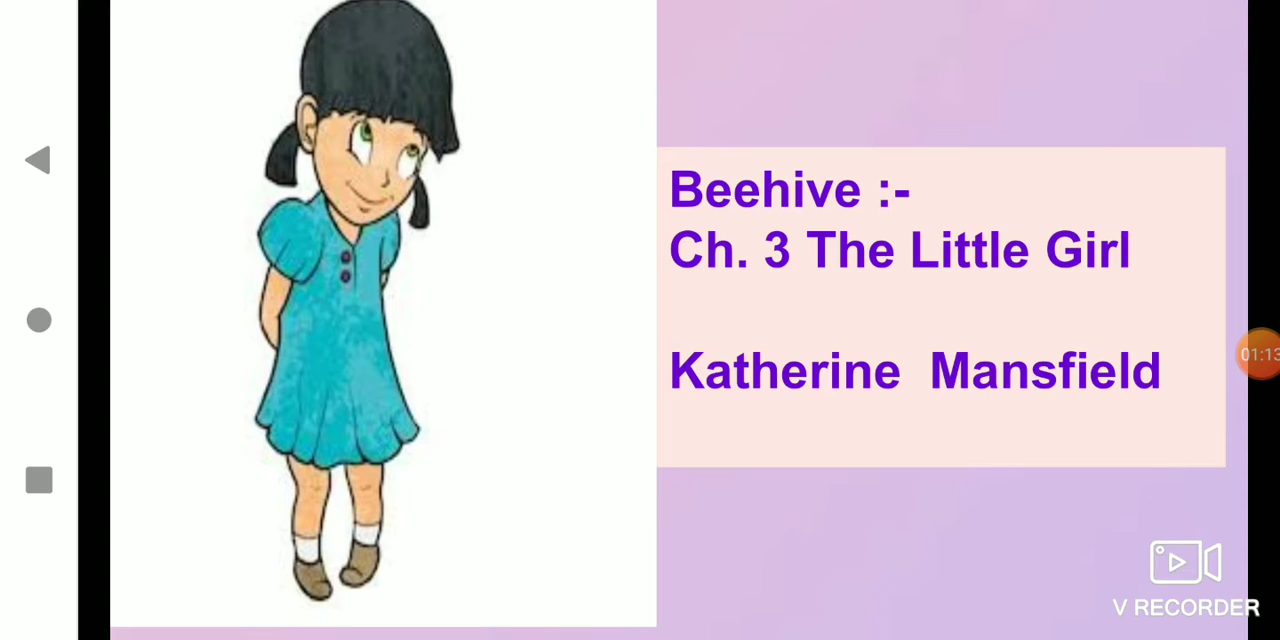 Beehive :-
Ch. 3 The Little Girl
Katherine Mansfield
01:13
V RECORDER